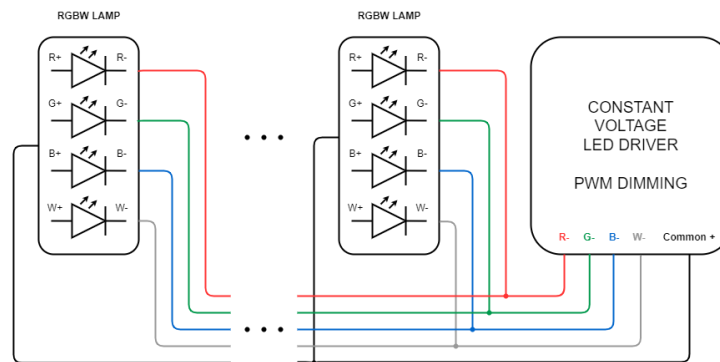 RGBW LAMP
RGBW LAMP
R+ R-
G+ G-
B+ B-
W+ W-
R+ R-
G+ G-
B+ B-
W+ W-
CONSTANT
VOLTAGE
LED DRIVER
PWM DIMMING
R- G- B- W- Common +